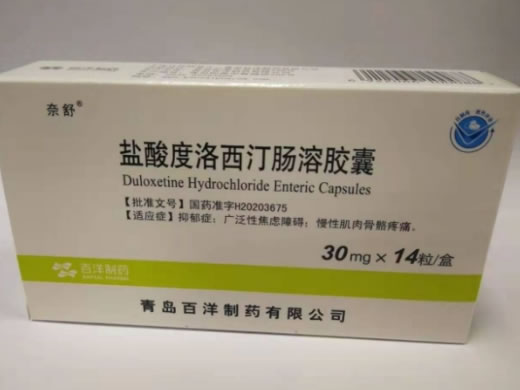 奈舒®
盐酸度洛西汀肠溶胶囊
Duloxetine Hydrochloride Enteric Capsules
【批准文号】国药准字H20203675
【适应症】抑郁症；广泛性焦虑障碍；慢性肌肉骨骼疼痛。
30mg × 14粒/盒
百洋制药
青岛百洋制药有限公司